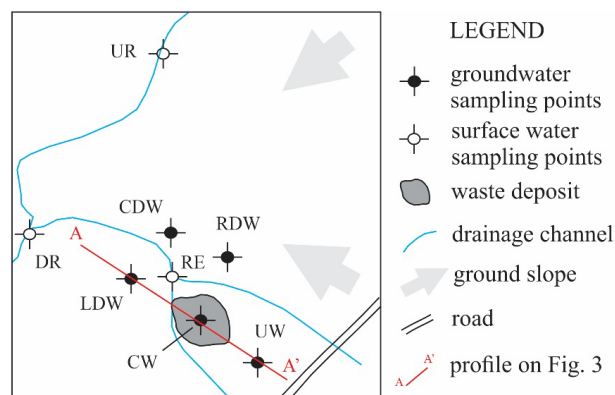 UR
CDW
RDW
A
DR
RE
LDW
UW
CW
A'
LEGEND
groundwater
sampling points
surface water
sampling points
waste deposit
drainage channel
ground slope
road
A'
profile on Fig. 3
A